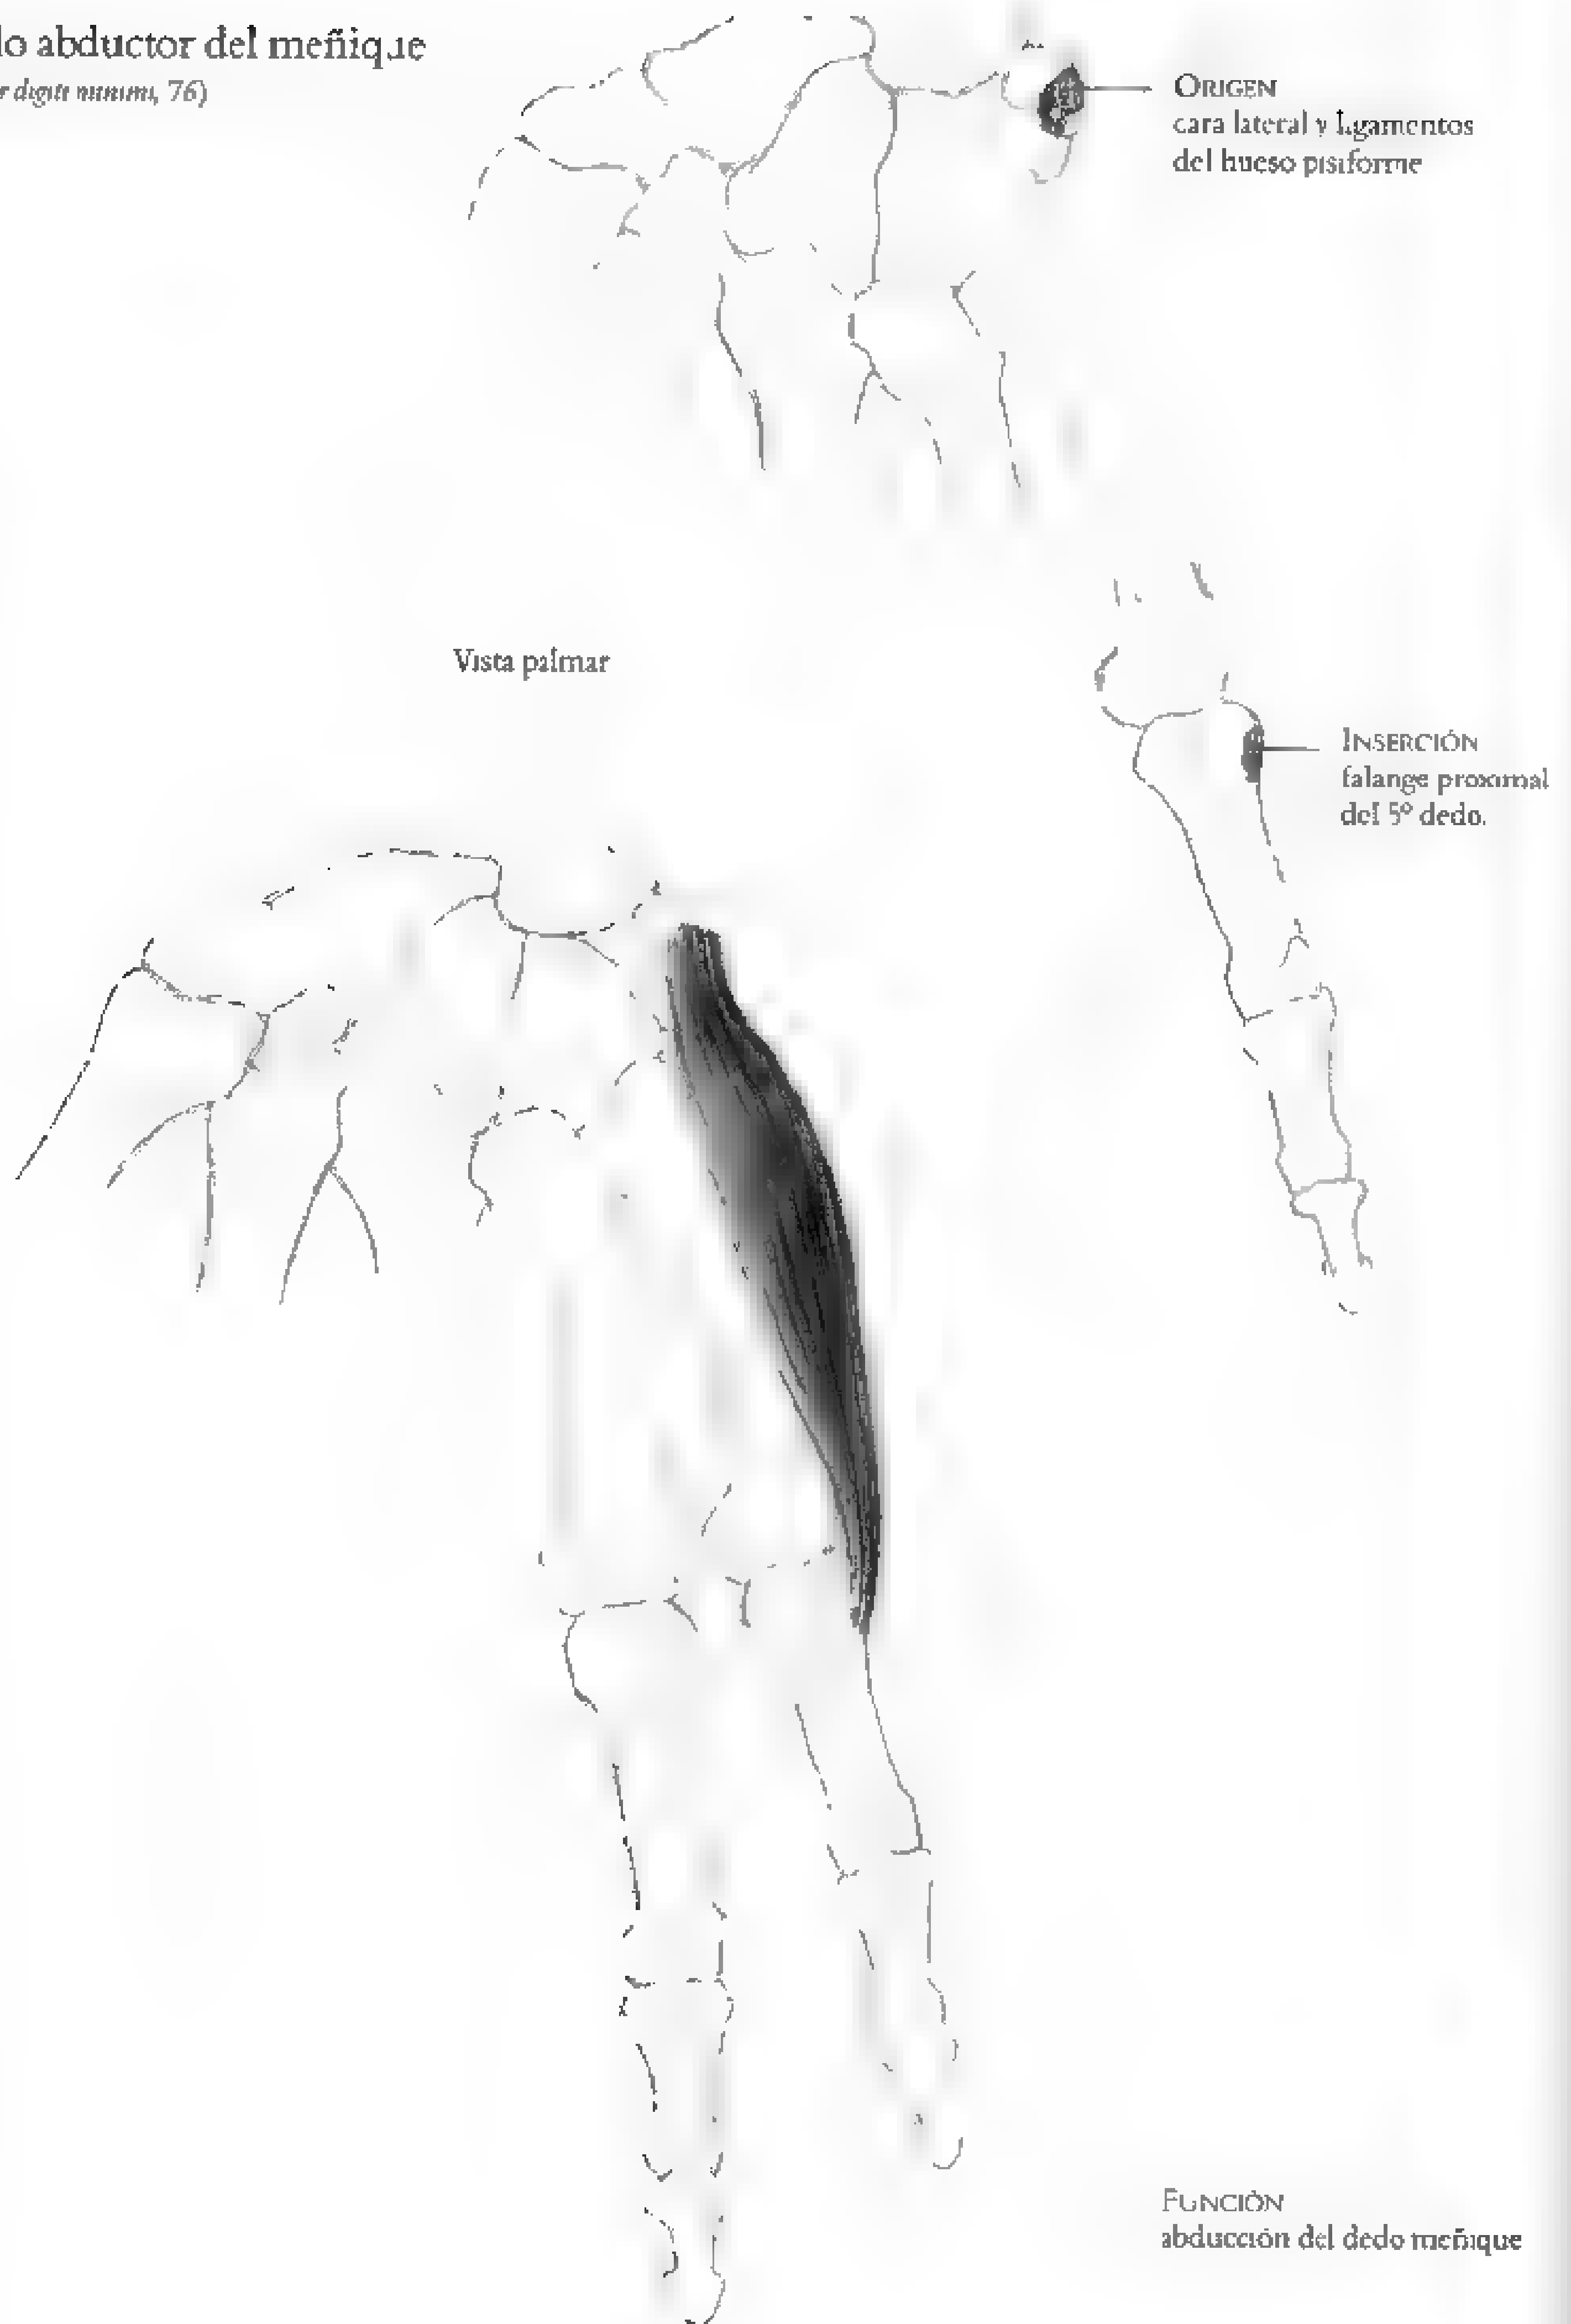 lo abductor del meñique
r digiti minimi, 76)
ORIGEN
cara lateral y ligamentos
del hueso pisiforme
Vista palmar
INSERCIÓN
falange proximal
del 5º dedo.
FUNCIÓN
abducción del dedo meñique